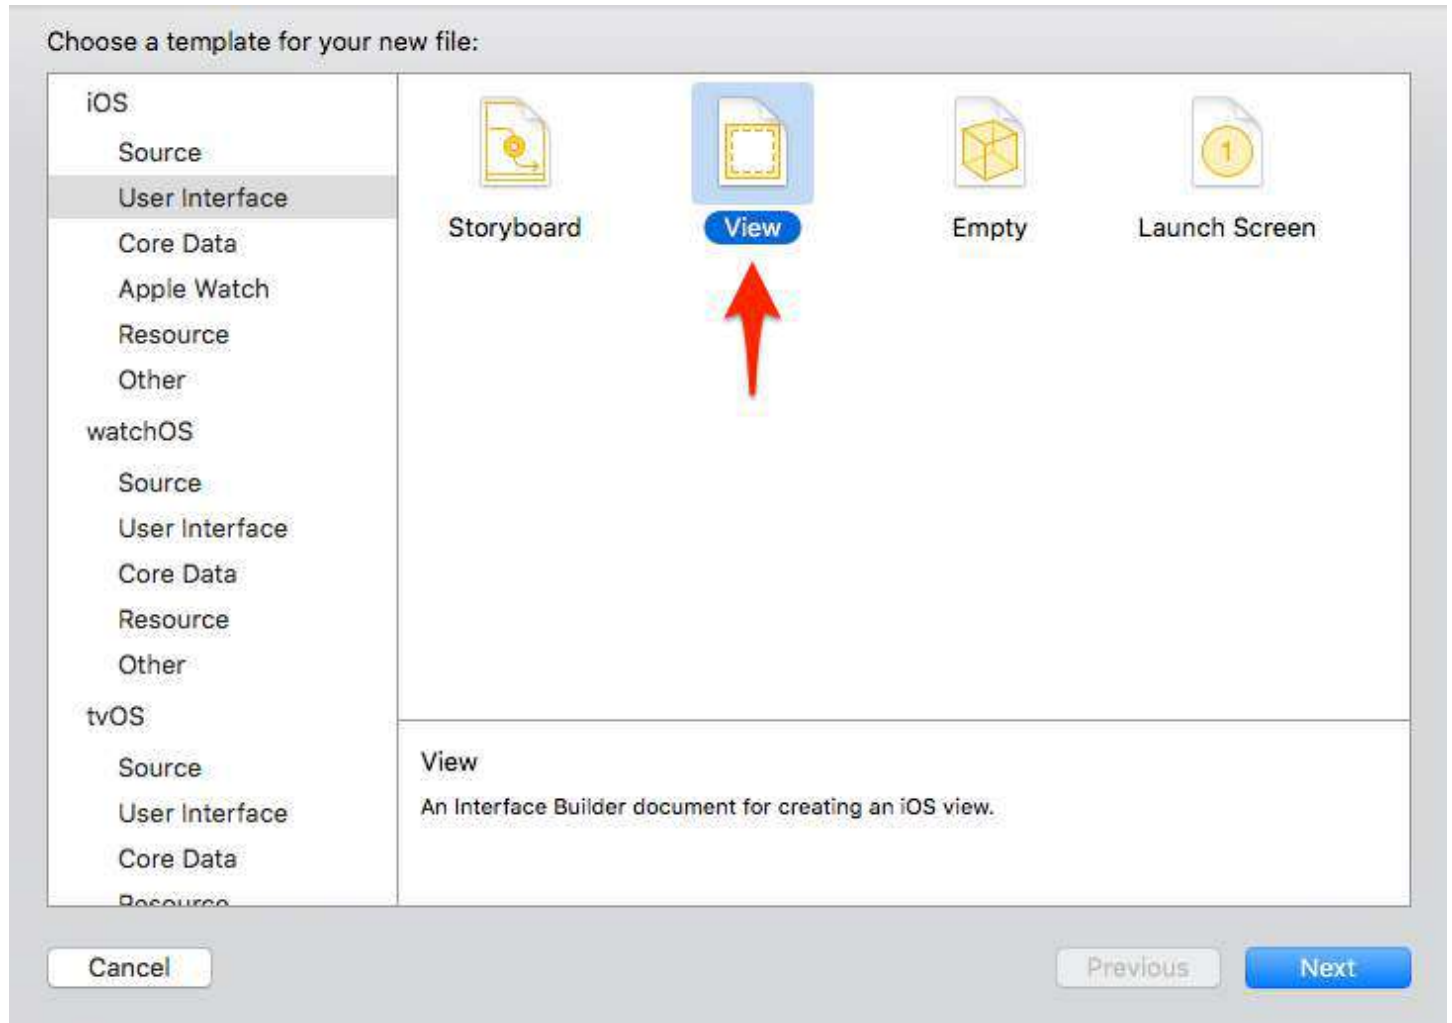 Choose a template for your new file:
iOS
Source
User Interface
Core Data
Apple Watch
Resource
Other
watchOS
Source
User Interface
Core Data
Resource
Other
tvOS
Source
User Interface
Core Data
Resource
Storyboard
View
Empty
1
Launch Screen
View
An Interface Builder document for creating an iOS view.
Cancel
Previous
Next